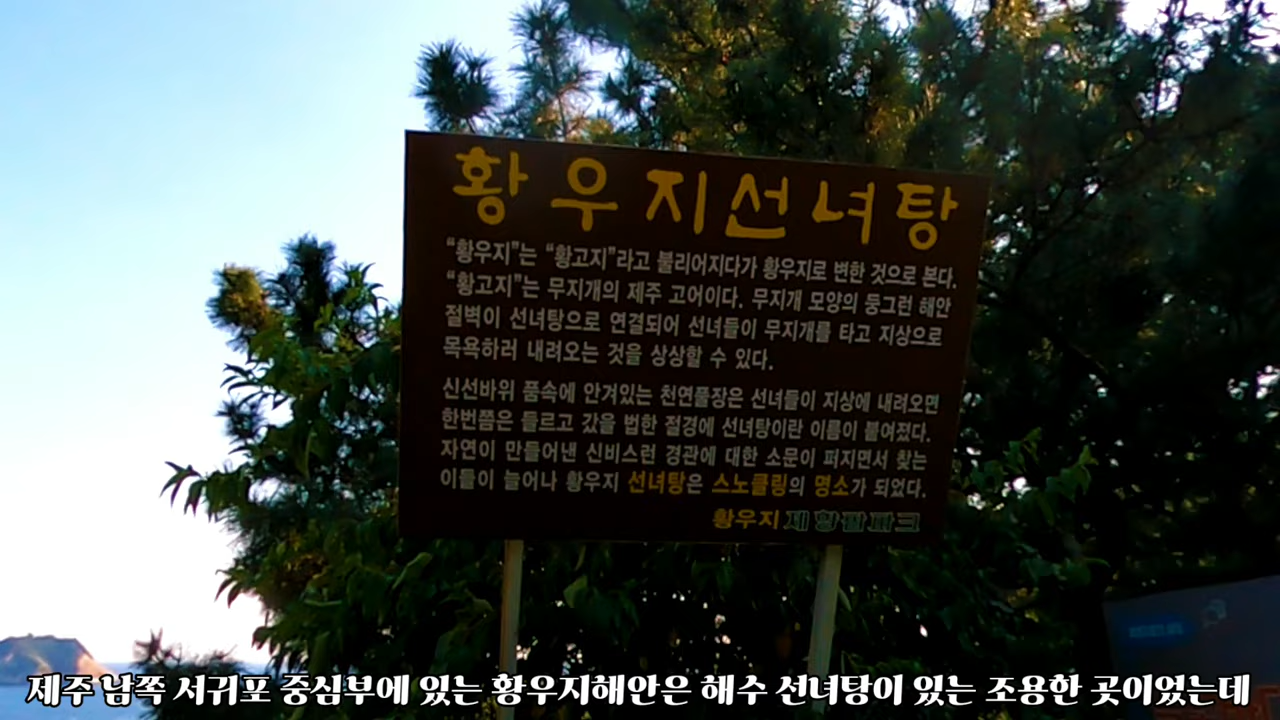 황우지선녀탕
“황우지”는 “황고지”라고 불리어지다가 황우지로 변한 것으로 본다.
“황고지”는 무지개의 제주 고어이다. 무지개 모양의 둥그런 해안
절벽이 선녀탕으로 연결되어 선녀들이 무지개를 타고 지상으로
목욕하러 내려오는 것을 상상할 수 있다.
신선바위 품속에 안겨있는 천연풀장은 선녀들이 지상에 내려오면
한번쯤은 들르고 갔을 법한 절경에 선녀탕이란 이름이 붙여졌다.
자연이 만들어낸 신비스런 경관에 대한 소문이 퍼지면서 찾는
이들이 늘어나 황우지 선녀탕은 스노클링의 명소가 되었다.
황우지
제주 남쪽 서귀포 중심부에 있는 황우지해안은 해수 선녀탕이 있는 조용한 곳이었는데